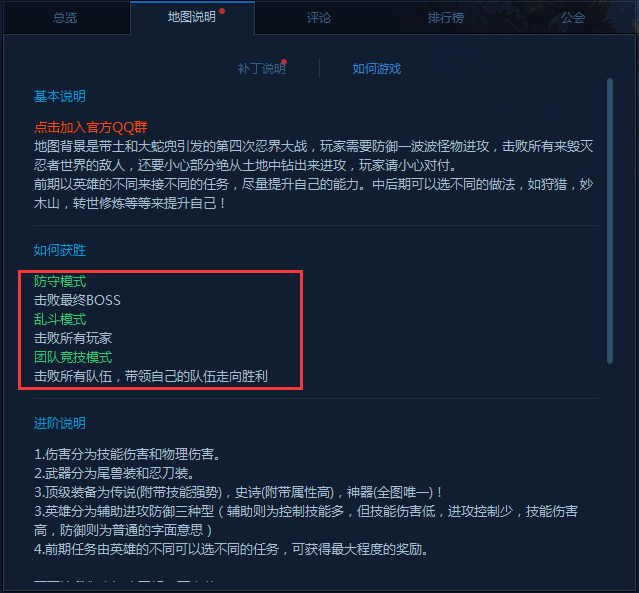 总览 地图说明 评论 排行榜 公会
补丁说明 如何游戏
基本说明
点击加入官方QQ群
地图背景是带土和大蛇兜引发的第四次忍界大战，玩家需要防御一波波怪物进攻，击败所有来毁灭
忍者世界的敌人，还要小心部分绝从土地中钻出来进攻，玩家请小心对付。
前期以英雄的不同来接不同的任务，尽量提升自己的能力。中后期可以选不同的做法，如狩猎，妙
木山，转世修炼等等来提升自己！
如何获胜
防守模式
击败最终BOSS
乱斗模式
击败所有玩家
团队竞技模式
击败所有队伍，带领自己的队伍走向胜利
进阶说明
1.伤害分为技能伤害和物理伤害。
2.武器分为尾兽装和忍刀装。
3.顶级装备为传说(附带技能强势)，史诗(附带属性高)，神器(全图唯一)！
3.英雄分为辅助进攻防御三种型（辅助则为控制技能多，但技能伤害低，进攻控制少，技能伤害
高，防御则为普通的字面意思）
4.前期任务由英雄的不同可以选不同的任务，可获得最大程度的奖励。